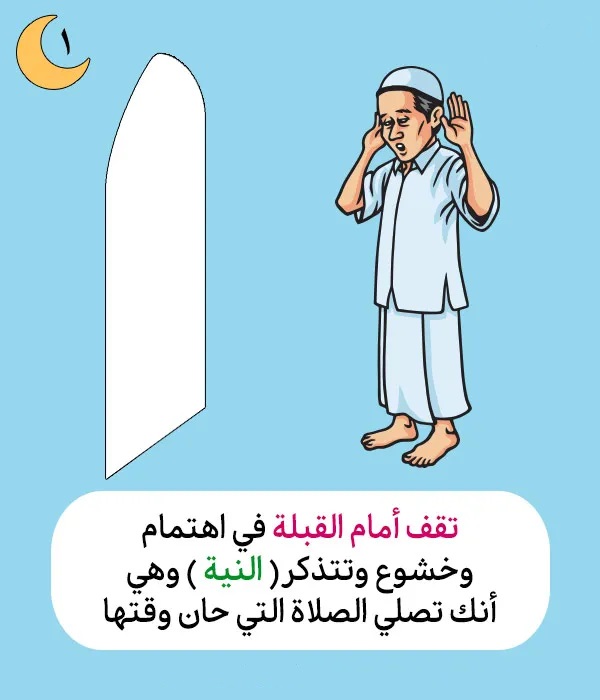 ١
تقف أمام القبلة في اهتمام
وخشوع وتتذكر ( النية ) وهي
أنك تصلي الصلاة التي حان وقتها